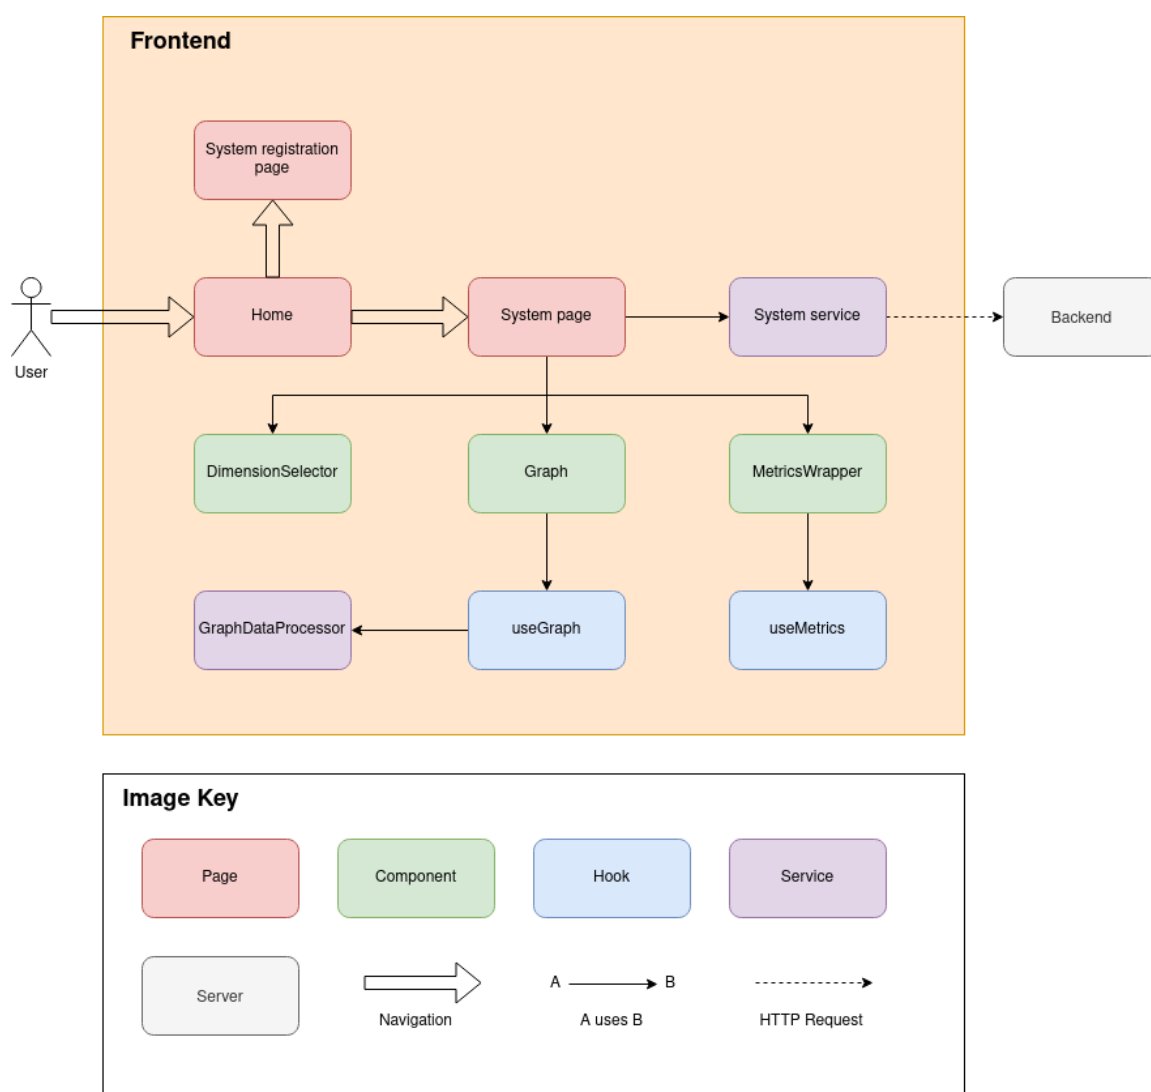 Frontend
System registration
page
Home
System page
System service
Backend
User
DimensionSelector
Graph
MetricsWrapper
GraphDataProcessor
useGraph
useMetrics
Image Key
Page
Component
Hook
Service
Server
A
B
Navigation
A uses B
HTTP Request